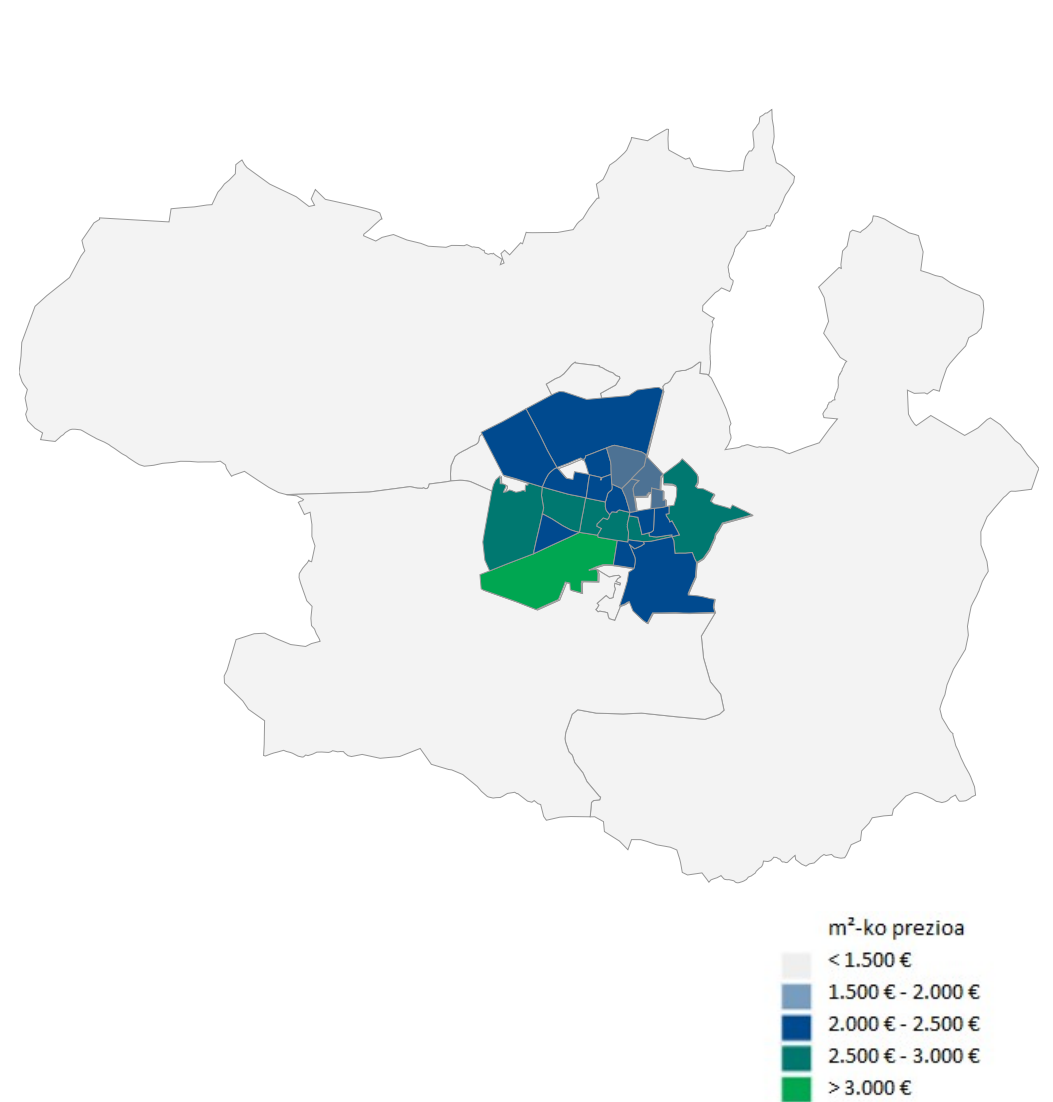 m²-ko prezioa
< 1.500 €
1.500 € - 2.000 €
2.000 € - 2.500 €
2.500 € - 3.000 €
> 3.000 €